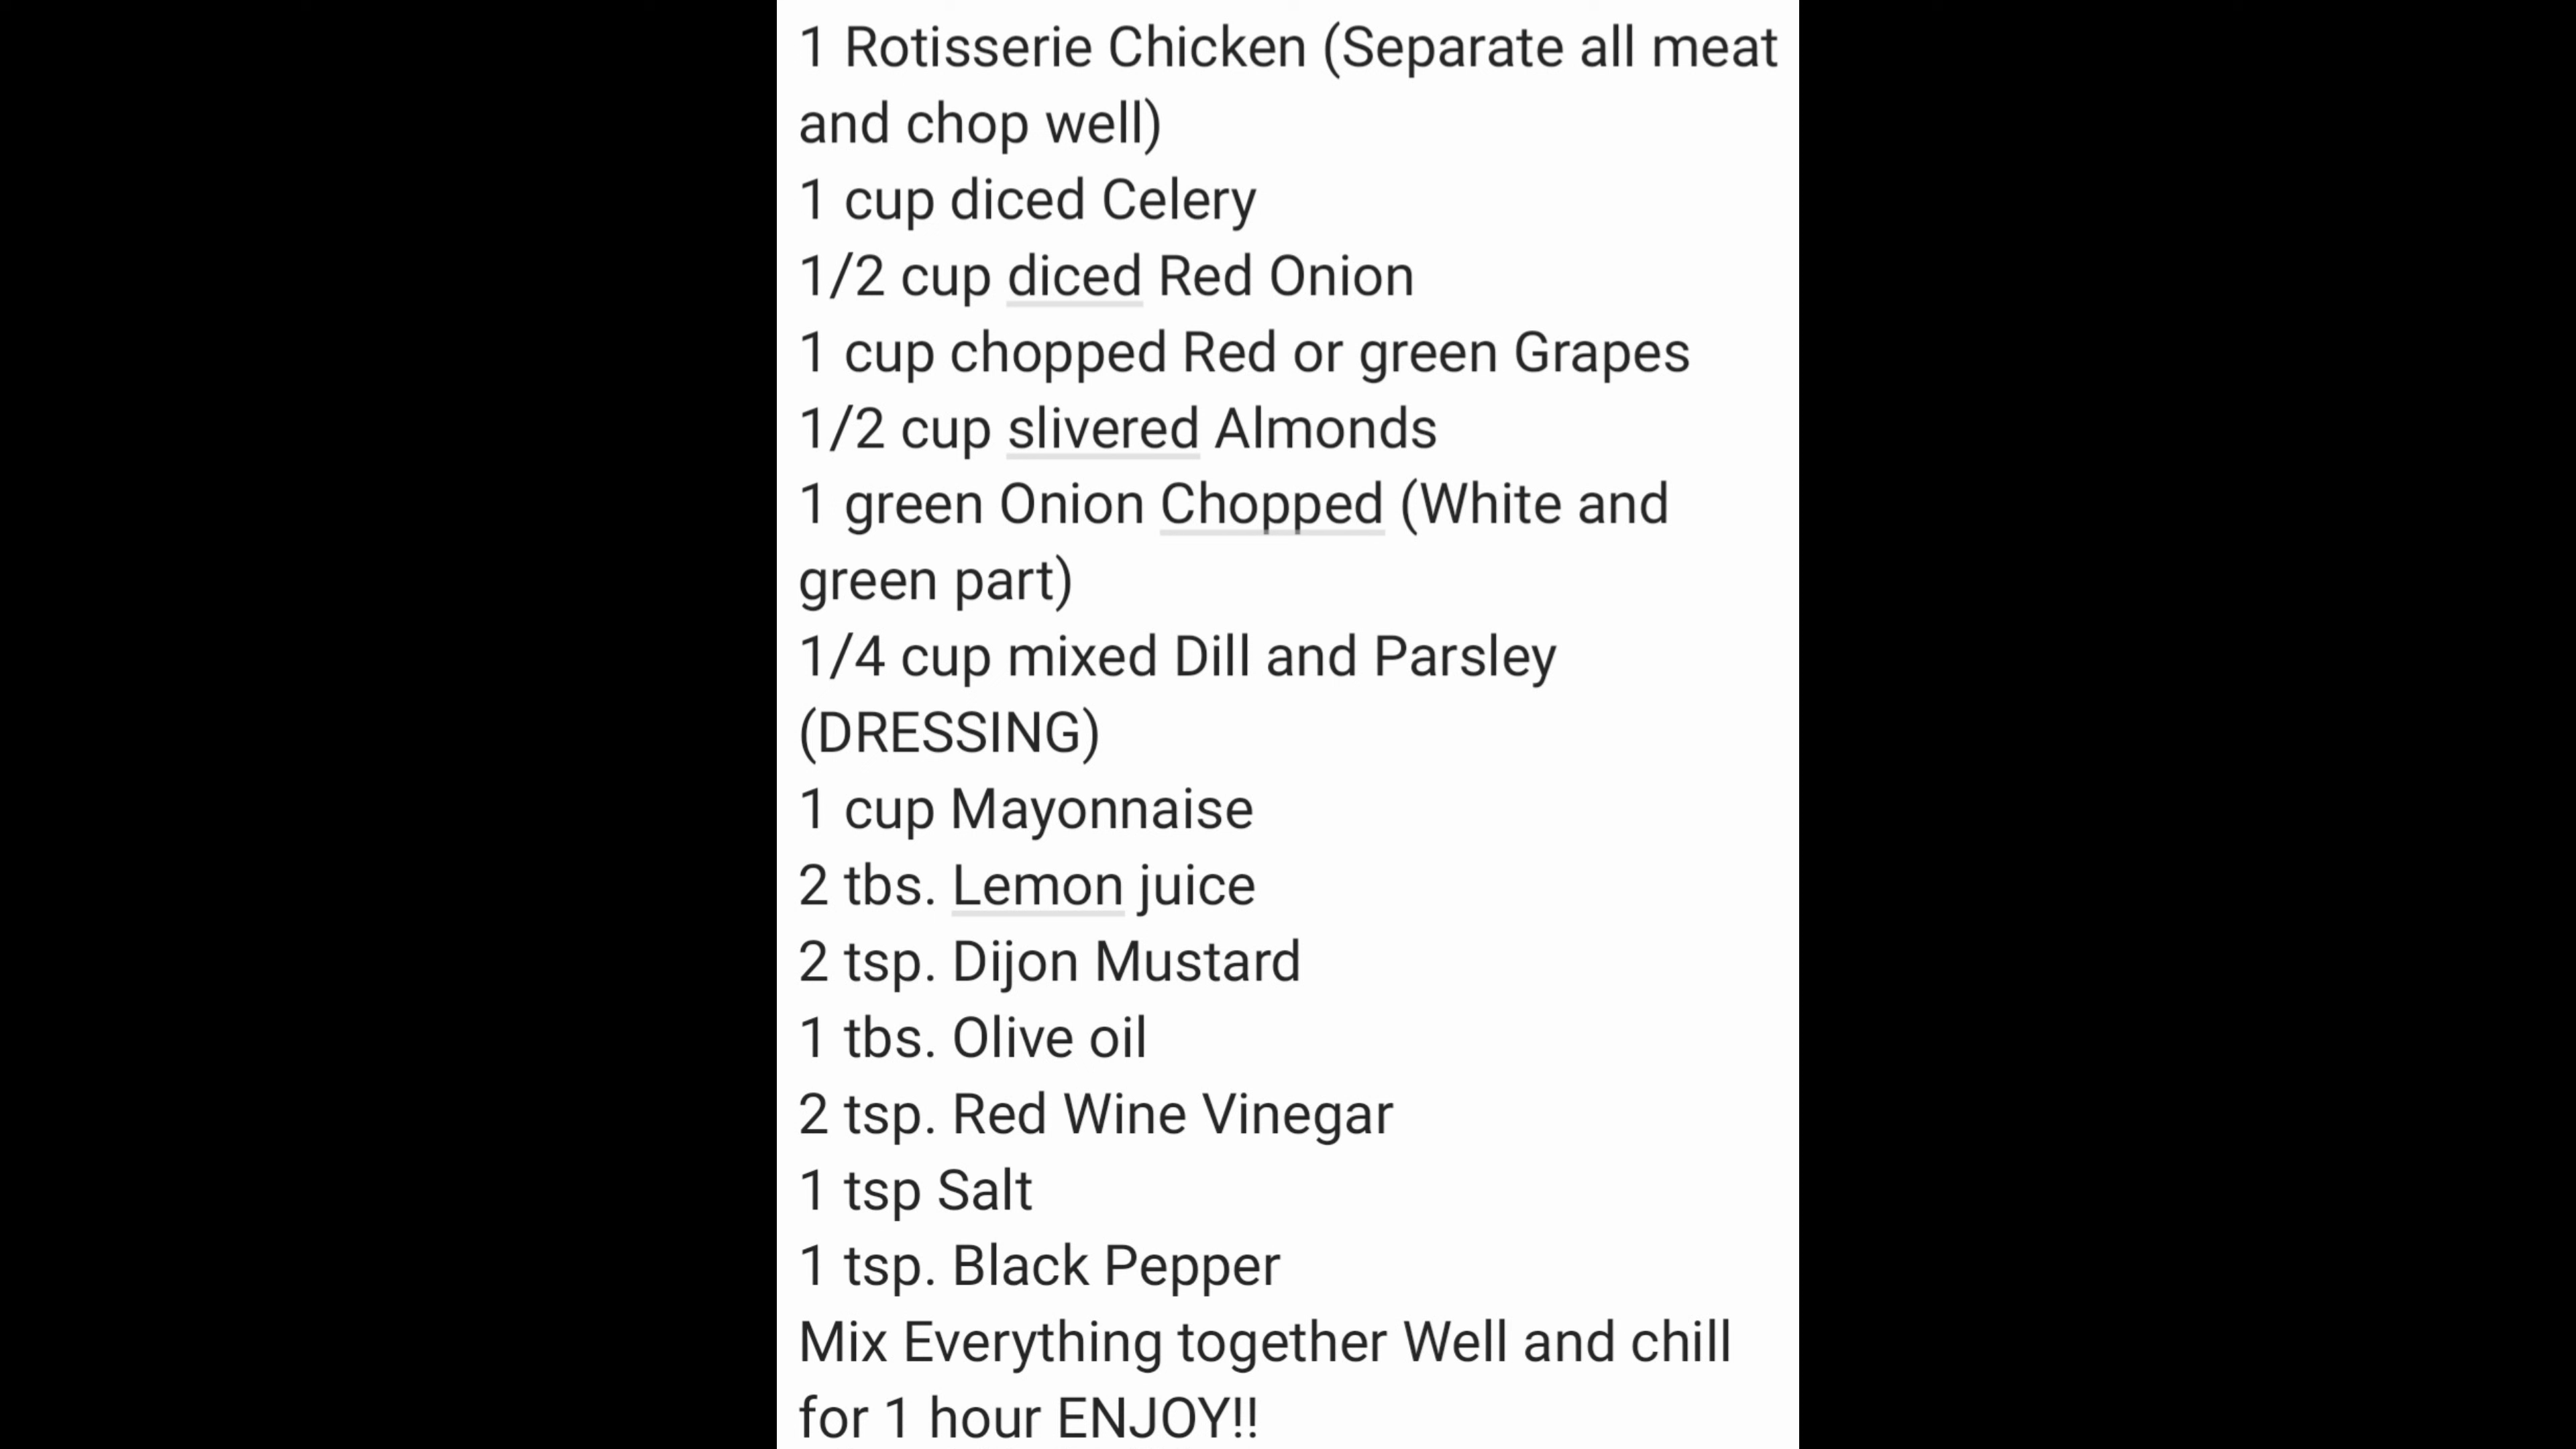 1 Rotisserie Chicken (Separate all meat
and chop well)
1 cup diced Celery
1/2 cup diced Red Onion
1 cup chopped Red or green Grapes
1/2 cup slivered Almonds
1 green Onion Chopped (White and
green part)
1/4 cup mixed Dill and Parsley
(DRESSING)
1 cup Mayonnaise
2 tbs. Lemon juice
2 tsp. Dijon Mustard
1 tbs. Olive oil
2 tsp. Red Wine Vinegar
1 tsp Salt
1 tsp. Black Pepper
Mix Everything together Well and chill
for 1 hour ENJOY!!